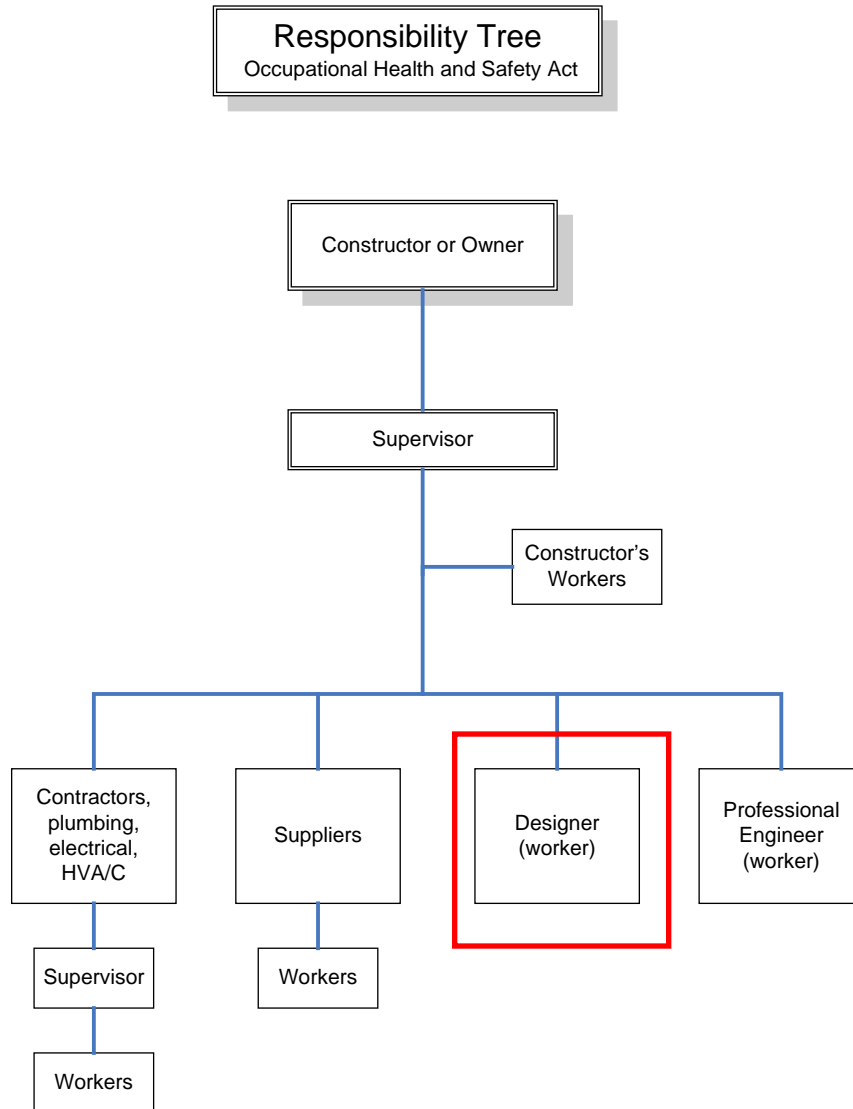 Responsibility Tree
Occupational Health and Safety Act
Constructor or Owner
Supervisor
Constructor’s
Workers
Contractors,
plumbing,
electrical,
HVA/C
Suppliers
Designer
(worker)
Professional
Engineer
(worker)
Supervisor
Workers
Workers